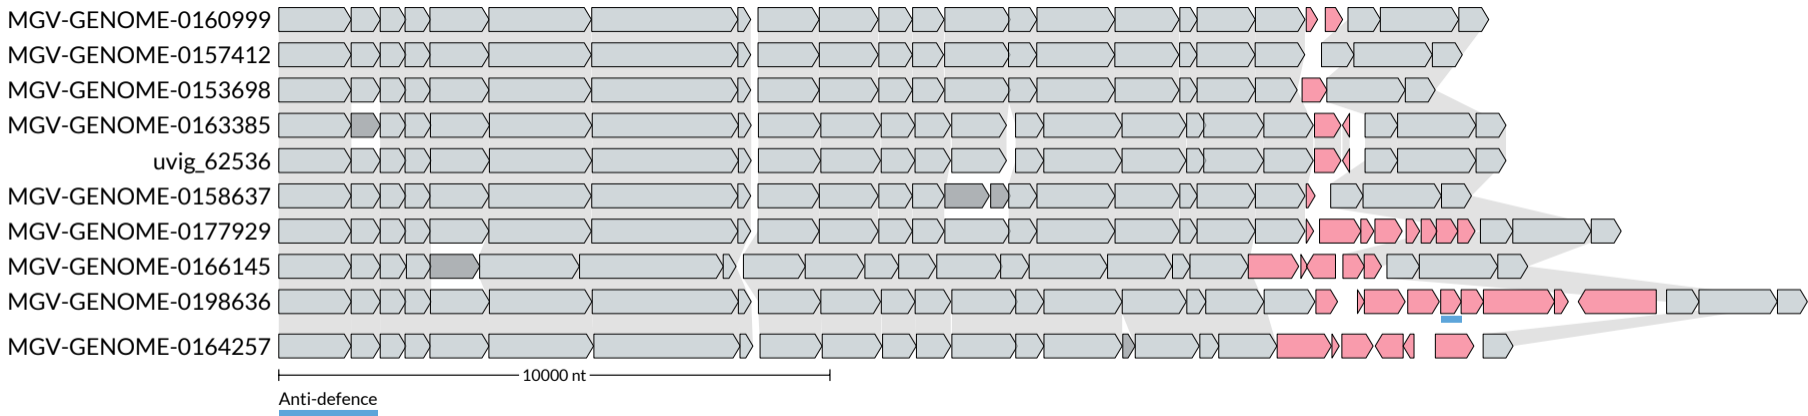 MGV-GENOME-0160999
MGV-GENOME-0157412
MGV-GENOME-0153698
MGV-GENOME-0163385
uvig_62536
MGV-GENOME-0158637
MGV-GENOME-0177929
MGV-GENOME-0166145
MGV-GENOME-0198636
MGV-GENOME-0164257
10000 nt
Anti-defence